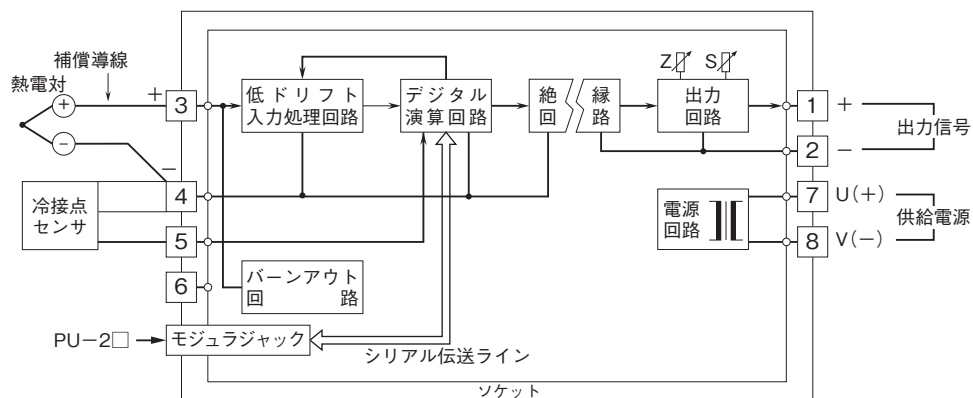 補償導線
熱電対
+
−
+
−
3
4
5
6
冷接点
センサ
低ドリフト
入力処理回路
デジタル
演算回路
絶
回
縁
路
Z
S
出力
回路
1
+
2
−
出力信号
電源
回路
7
U(+)
8
V(−)
供給電源
バーンアウト
回 路
PU−2□
モジュラジャック
シリアル伝送ライン
ソケット